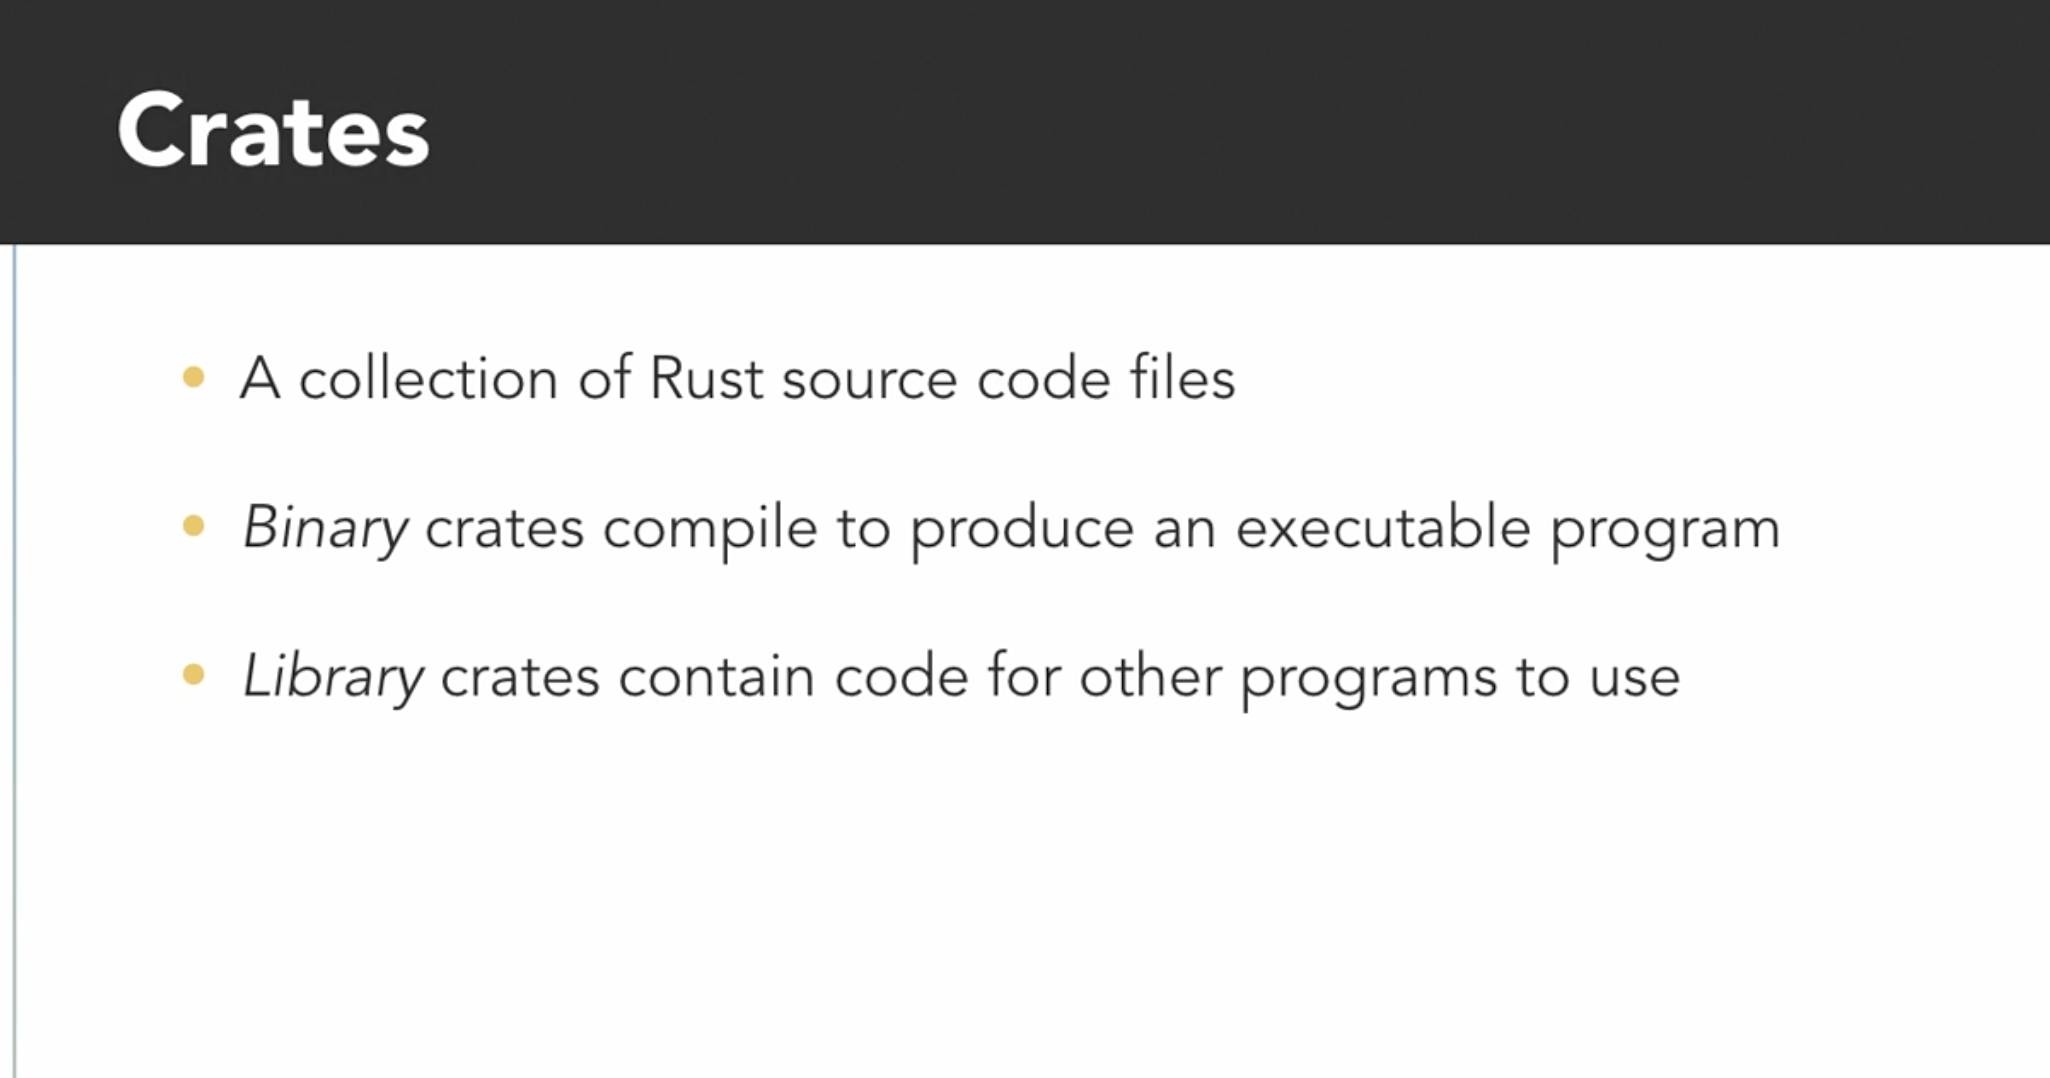 Crates
A collection of Rust source code files
Binary crates compile to produce an executable program
Library crates contain code for other programs to use